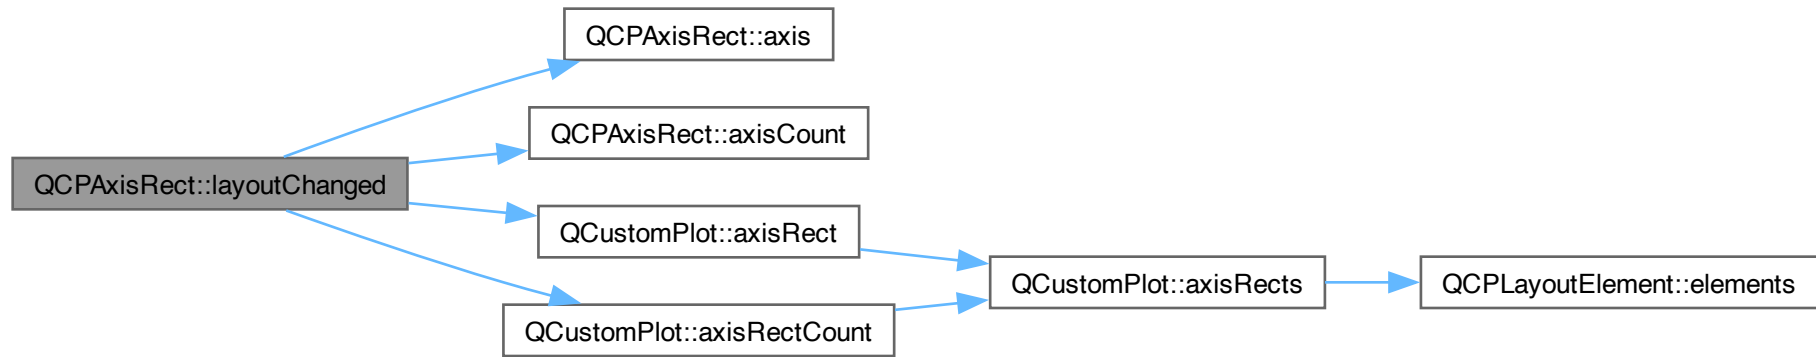 QCPAxisRect::axis
QCPAxisRect::axisCount
QCPAxisRect::layoutChanged
QCustomPlot::axisRect
QCustomPlot::axisRects
QCPLayoutElement::elements
QCustomPlot::axisRectCount